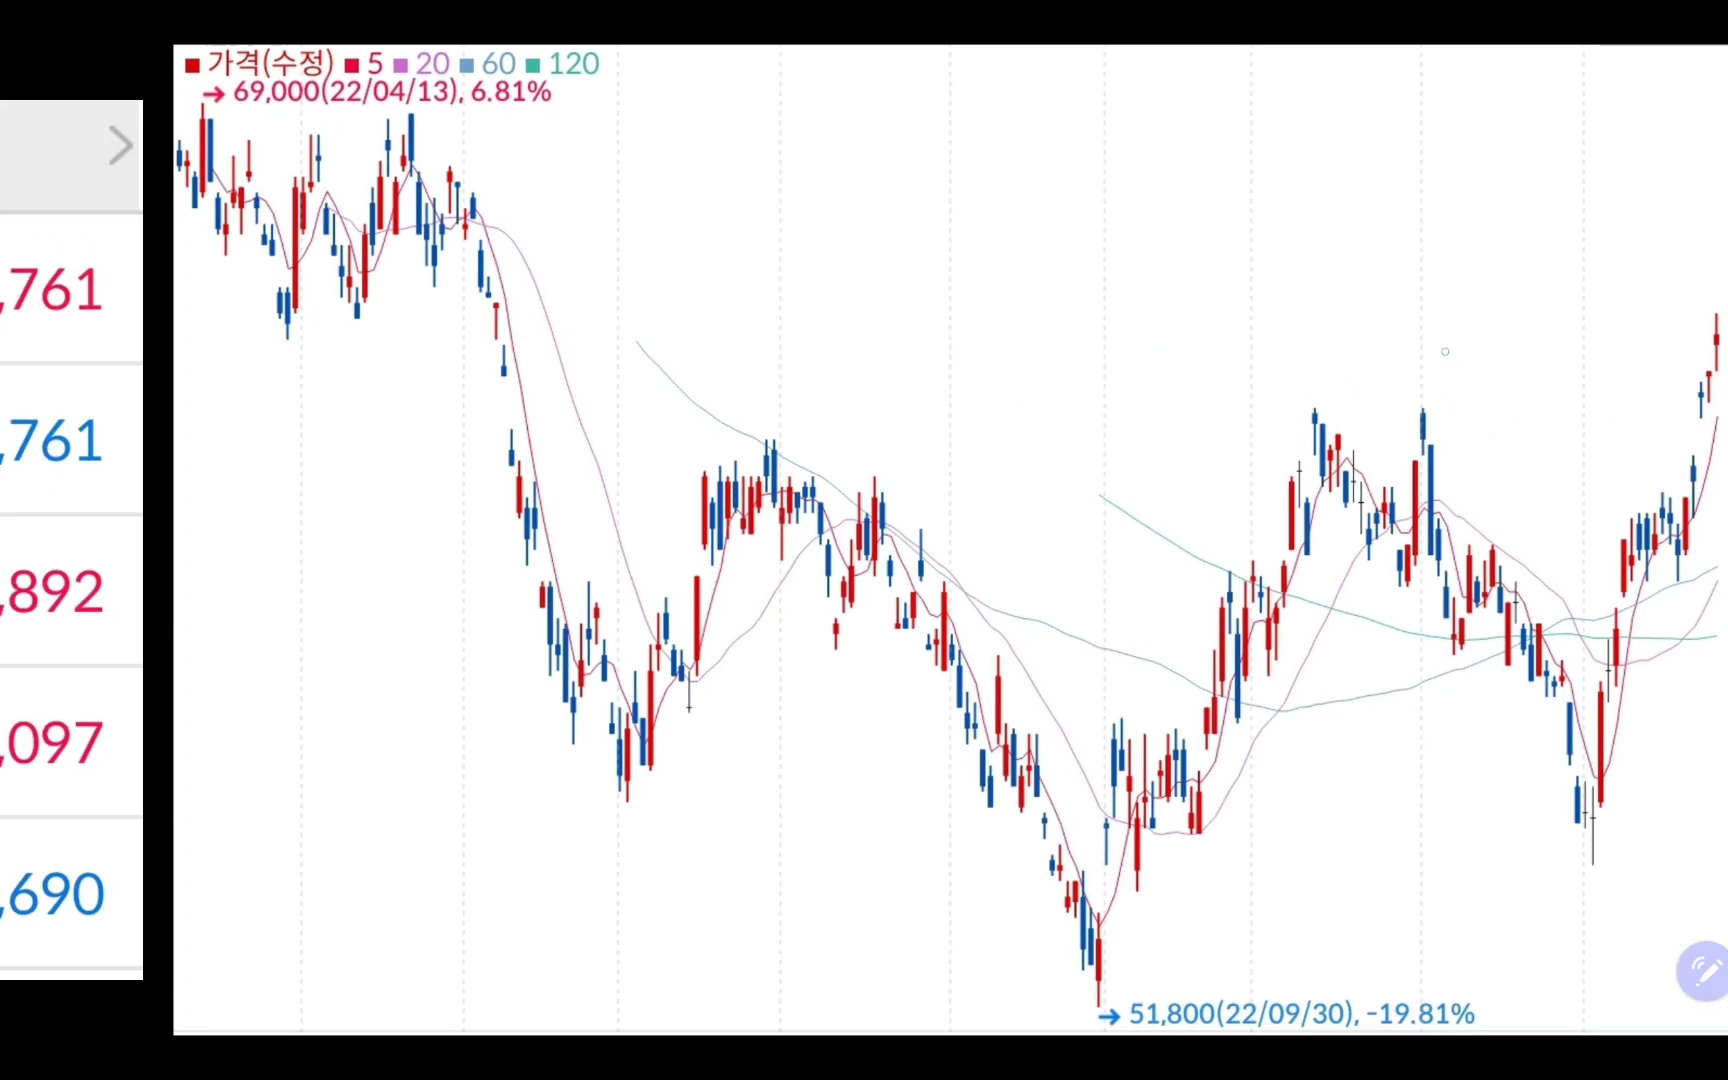 가격(수정) 5 20 60 120
→ 69,000(22/04/13), 6.81%
,761
,761
,892
,097
,690
→ 51,800(22/09/30), -19.81%